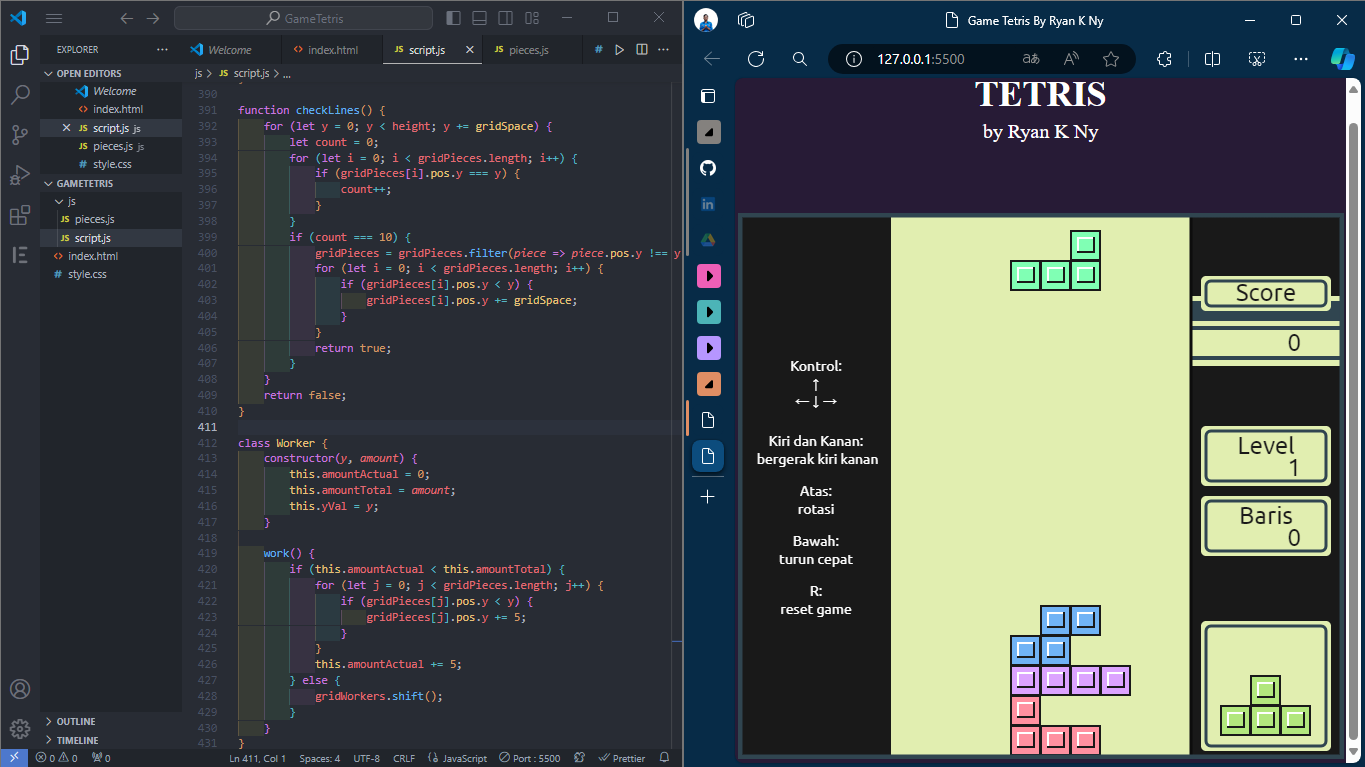 GameTetris
EXPLORER
OPEN EDITORS
Welcome
index.html
script.js js
pieces.js js
style.css
GAMETETRIS
js
pieces.js
script.js
index.html
style.css
OUTLINE
TIMELINE
Welcome
index.html
script.js
pieces.js
js > script.js > ...
390
391 function checkLines() {
392 for (let y = 0; y < height; y += gridSpace) {
393 let count = 0;
394 for (let i = 0; i < gridPieces.length; i++) {
395 if (gridPieces[i].pos.y === y) {
396 count++;
397 }
398 }
399 if (count === 10) {
400 gridPieces = gridPieces.filter(piece => piece.pos.y !== y
401 for (let i = 0; i < gridPieces.length; i++) {
402 if (gridPieces[i].pos.y < y) {
403 gridPieces[i].pos.y += gridSpace;
404 }
405 }
406 return true;
407 }
408 }
409 return false;
410 }
411
412 class Worker {
413 constructor(y, amount) {
414 this.amountActual = 0;
415 this.amountTotal = amount;
416 this.yVal = y;
417 }
418
419 work() {
420 if (this.amountActual < this.amountTotal) {
421 for (let j = 0; j < gridPieces.length; j++) {
422 if (gridPieces[j].pos.y < y) {
423 gridPieces[j].pos.y += 5;
424 }
425 }
426 this.amountActual += 5;
427 } else {
428 gridWorkers.shift();
429 }
430 }
431 }
0 0 0
Ln 411, Col 1 Spaces: 4 UTF-8 CRLF {} JavaScript Port : 5500 Prettier
Game Tetris By Ryan K Ny
127.0.0.1:5500
TETRIS
by Ryan K Ny
Kontrol:
↑
←↓→
Kiri dan Kanan:
bergerak kiri kanan
Atas:
rotasi
Bawah:
turun cepat
R:
reset game
Score
0
Level
1
Baris
0